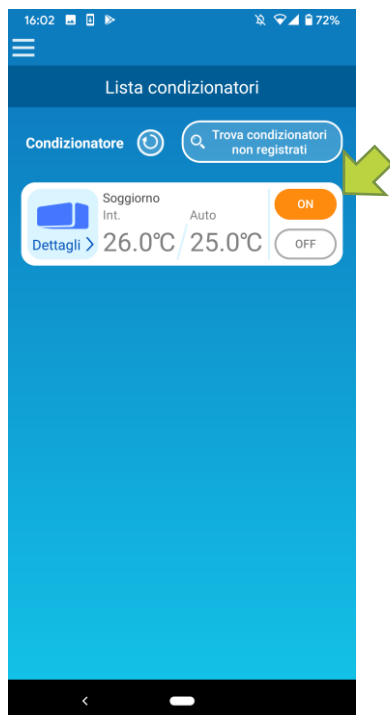 16:02 72%
Lista condizionatori
Condizionatore
Trova condizionatori
non registrati
Soggiorno
Int. Auto
ON
Dettagli 26.0°C 25.0°C
OFF